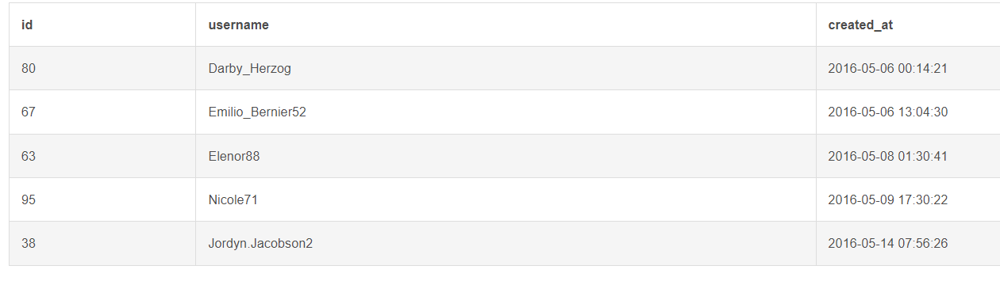 id username created_at
80 Darby_Herzog 2016-05-06 00:14:21
67 Emilio_Bernier52 2016-05-06 13:04:30
63 Elenor88 2016-05-08 01:30:41
95 Nicole71 2016-05-09 17:30:22
38 Jordyn.Jacobson2 2016-05-14 07:56:26